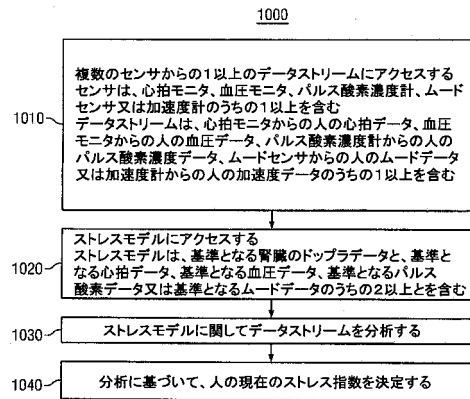 1000
1010
複数のセンサからの1以上のデータストリームにアクセスする
センサは、心拍モニタ、血圧モニタ、パルス酸素濃度計、ムード
センサ又は加速度計のうちの1以上を含む
データストリームは、心拍モニタからの人の心拍データ、血圧
モニタからの人の血圧データ、パルス酸素濃度計からの人の
パルス酸素濃度データ、ムードセンサからの人のムードデータ
又は加速度計からの人の加速度データのうちの1以上を含む
1020
ストレスモデルにアクセスする
ストレスモデルは、基準となる腎臓のドップラデータと、基準と
なる心拍データ、基準となる血圧データ、基準となるパルス
酸素データ又は基準となるムードデータのうちの2以上とを含む
1030
ストレスモデルに関してデータストリームを分析する
1040
分析に基づいて、人の現在のストレス指数を決定する